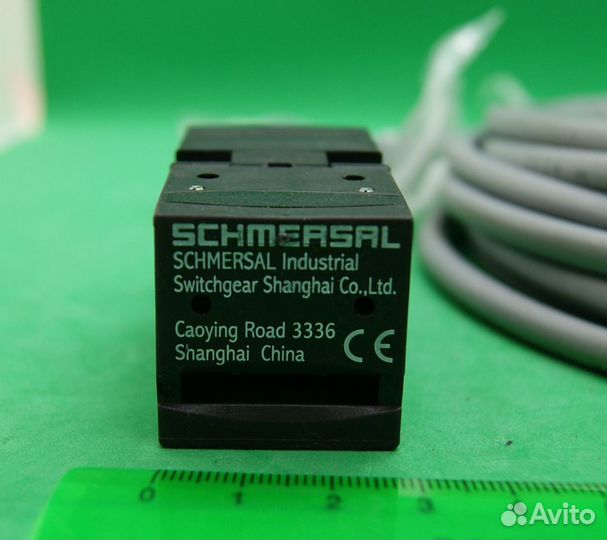 SCHMERSAL
SCHMERSAL Industrial
Switchgear Shanghai Co.,Ltd.
Caoying Road 3336
Shanghai China
CE
0 1 2 3
Avito